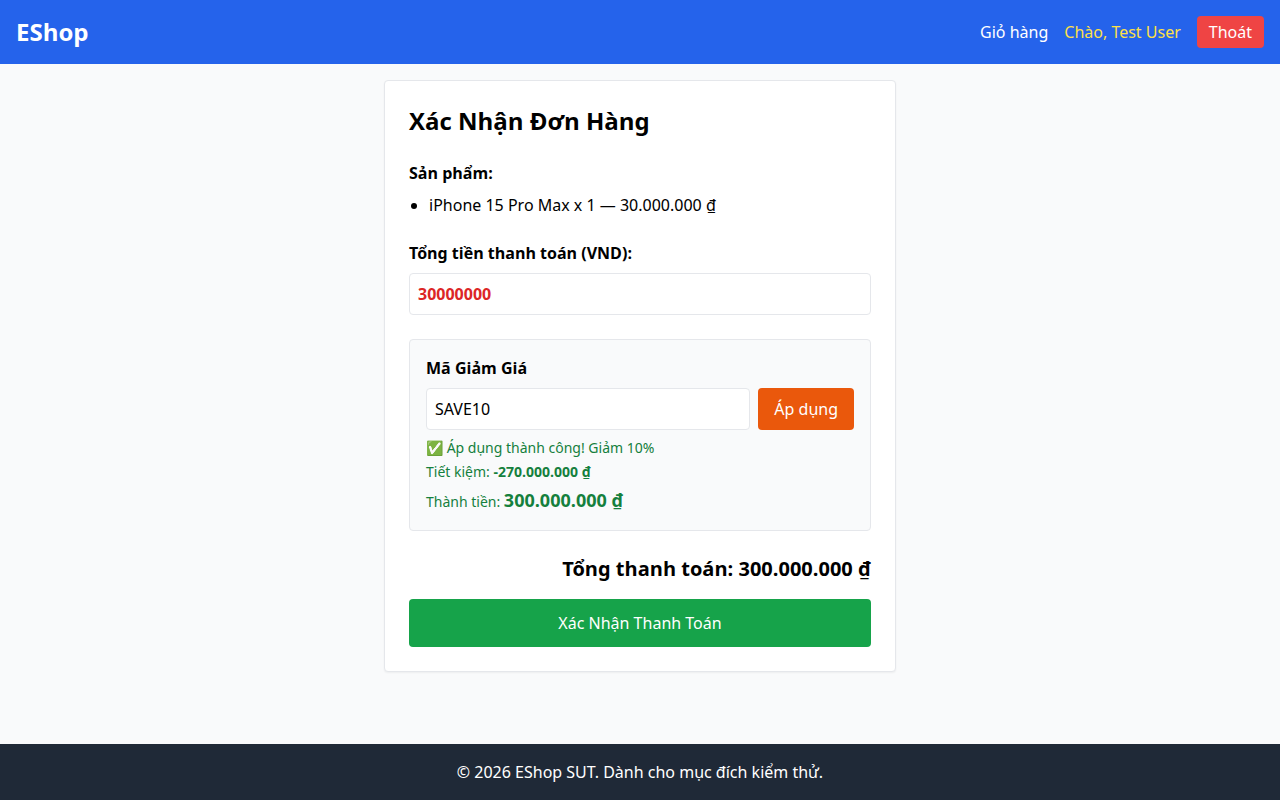 EShop
Giỏ hàng
Chào, Test User
Thoát
Xác Nhận Đơn Hàng
Sản phẩm:
iPhone 15 Pro Max x 1 — 30.000.000 ₫
Tổng tiền thanh toán (VND):
30000000
Mã Giảm Giá
SAVE10
Áp dụng
✅ Áp dụng thành công! Giảm 10%
Tiết kiệm: -270.000.000 ₫
Thành tiền: 300.000.000 ₫
Tổng thanh toán: 300.000.000 ₫
Xác Nhận Thanh Toán
© 2026 EShop SUT. Dành cho mục đích kiểm thử.